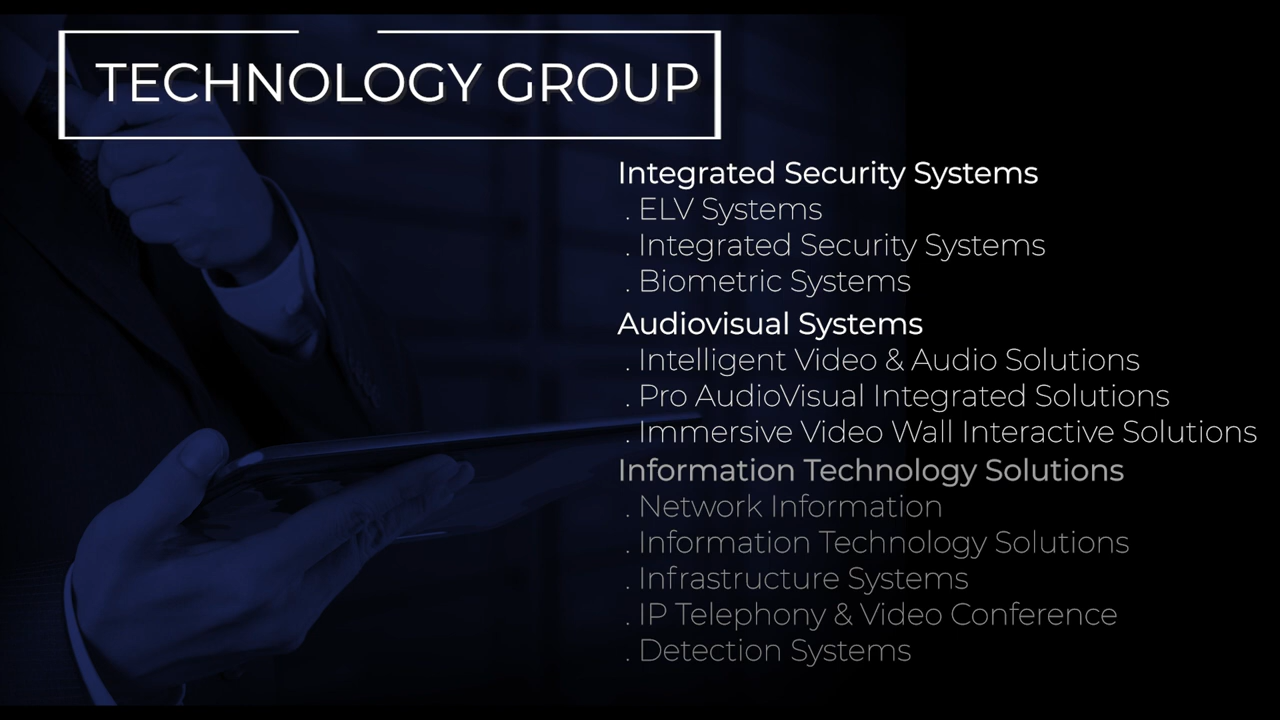 TECHNOLOGY GROUP
Integrated Security Systems
. ELV Systems
. Integrated Security Systems
. Biometric Systems
Audiovisual Systems
. Intelligent Video & Audio Solutions
. Pro AudioVisual Integrated Solutions
. Immersive Video Wall Interactive Solutions
Information Technology Solutions
. Network Information
. Information Technology Solutions
. Infrastructure Systems
. IP Telephony & Video Conference
. Detection Systems